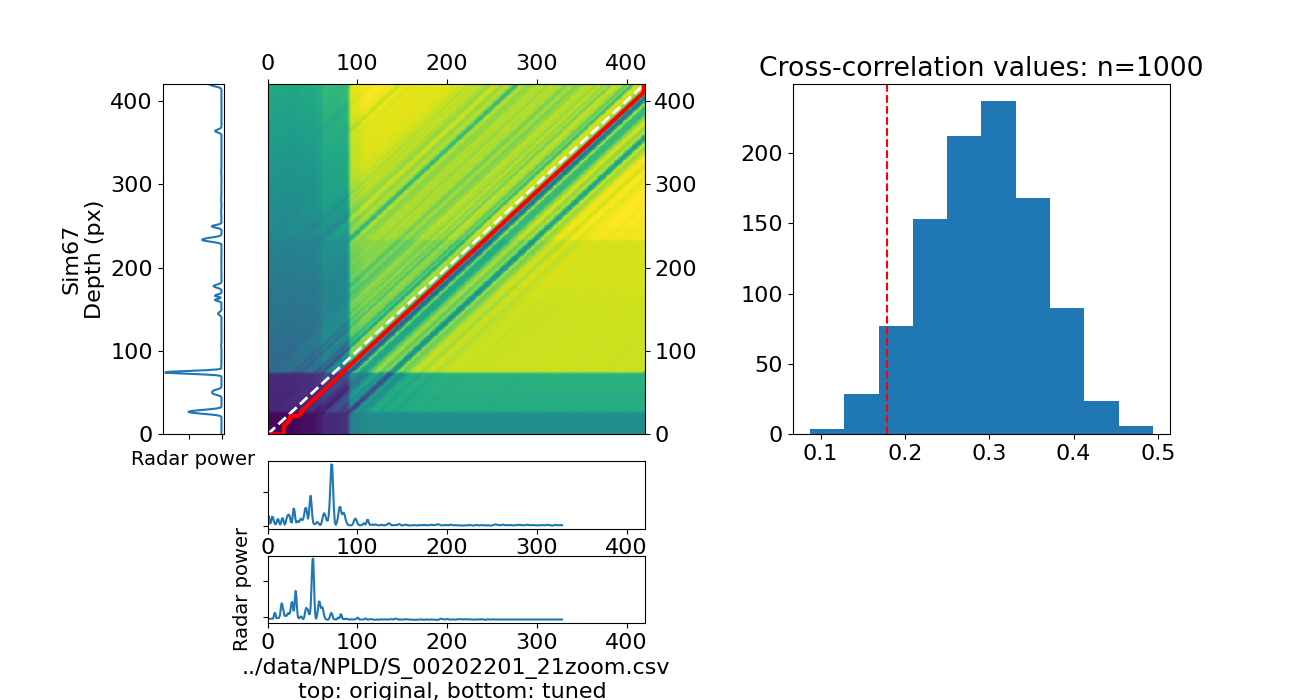 Cross-correlation values: n=1000
0 100 200 300 400
400
300
200
100
0
Sim67
Depth (px)
Radar power
400
300
200
100
0
200
150
100
50
0
0.1 0.2 0.3 0.4 0.5
0 100 200 300 400
Radar power
0 100 200 300 400
../data/NPLD/S_00202201_21zoom.csv
top: original, bottom: tuned